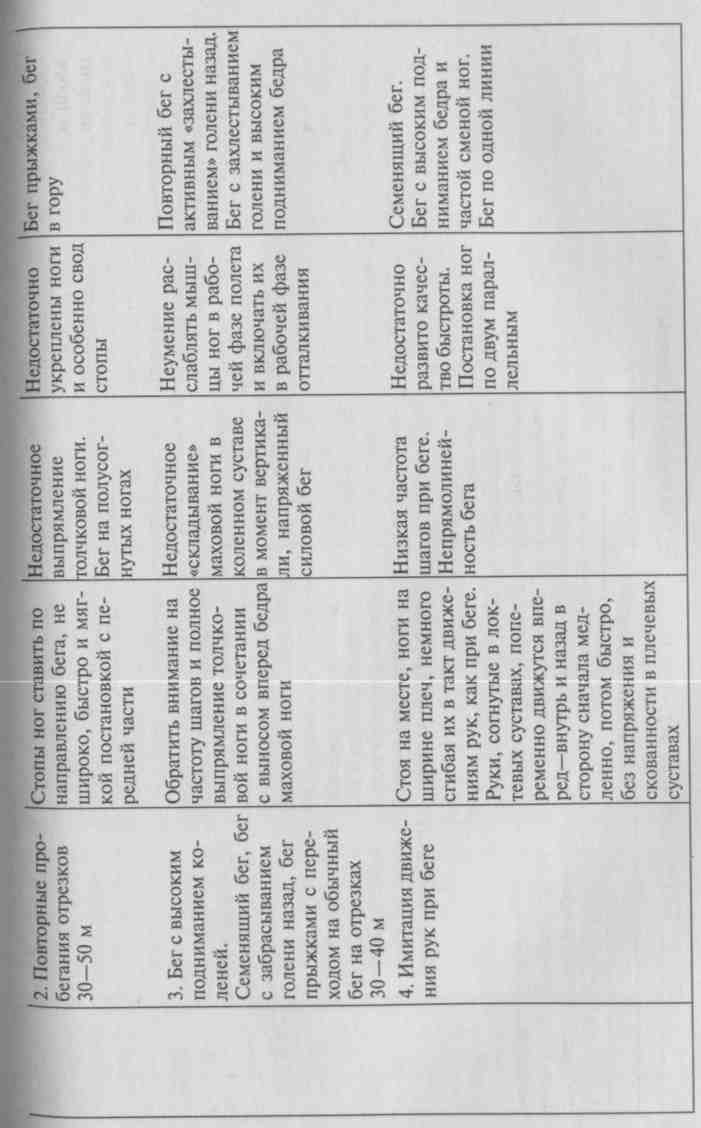 2. Повторные про-
бегания отрезков
30—50 м
Стопы ног ставить по
направлению бега, не
широко, быстро и мяг-
кой постановкой с пе-
редней части
Недостаточное
выпрямление
толчковой ноги.
Бег на полусог-
нутых ногах
Недостаточно
укреплены ноги
и особенно свод
стопы
Бег прыжками, бег
в гору
3. Бег с высоким
подниманием ко-
леней.
Семенящий бег, бег
с забрасыванием
голени назад, бег
прыжками с пере-
ходом на обычный
бег на отрезках
30—40 м
Обратить внимание на
частоту шагов и полное
выпрямление толчко-
вой ноги в сочетании
с выносом вперед бедра
маховой ноги
Недостаточное
«складывание»
маховой ноги в
коленном суставе
в момент вертика-
ли, напряженный
силовой бег
Неумение рас-
слаблять мыш-
цы ног в рабо-
чей фазе полета
и включать их
в рабочей фазе
отталкивания
Повторный бег с
активным «захлесты-
ванием» голени назад.
Бег с захлестыванием
голени и высоким
подниманием бедра
4. Имитация движе-
ния рук при беге
Стоя на месте, ноги на
ширине плеч, немного
сгибая их в такт движе-
ниям рук, как при беге.
Руки, согнутые в лок-
тевых суставах, попе-
ременно движутся впе-
ред—внутрь и назад в
сторону сначала мед-
ленно, потом быстро,
без напряжения и
скованности в плечевых
суставах
Низкая частота
шагов при беге.
Непрямолиней-
ность бега
Недостаточно
развито качес-
тво быстроты.
Постановка ног
по двум парал-
лельным
Семенящий бег.
Бег с высоким под-
ниманием бедра и
частой сменой ног.
Бег по одной линии